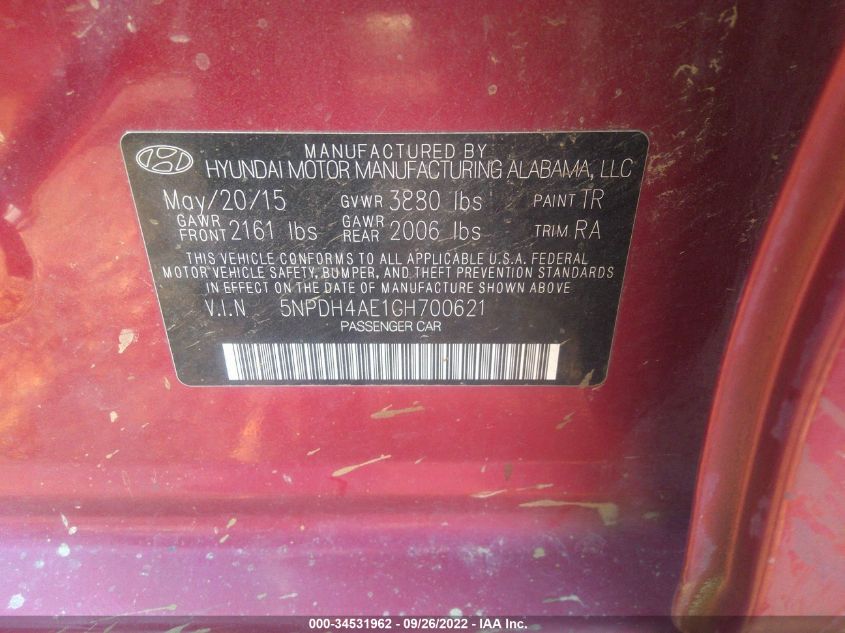 MANUFACTURED BY
HYUNDAI MOTOR MANUFACTURING ALABAMA, LLC
May/20/15 GVWR 3880 lbs PAINT TR
GAWR FRONT 2161 lbs GAWR REAR 2006 lbs TRIM RA
THIS VEHICLE CONFORMS TO ALL APPLICABLE U.S.A. FEDERAL
MOTOR VEHICLE SAFETY, BUMPER, AND THEFT PREVENTION STANDARDS
IN EFFECT ON THE DATE OF MANUFACTURE SHOWN ABOVE
V.I.N 5NPDH4AE1GH700621
PASSENGER CAR
000-34531962 - 09/26/2022 - IAA Inc.